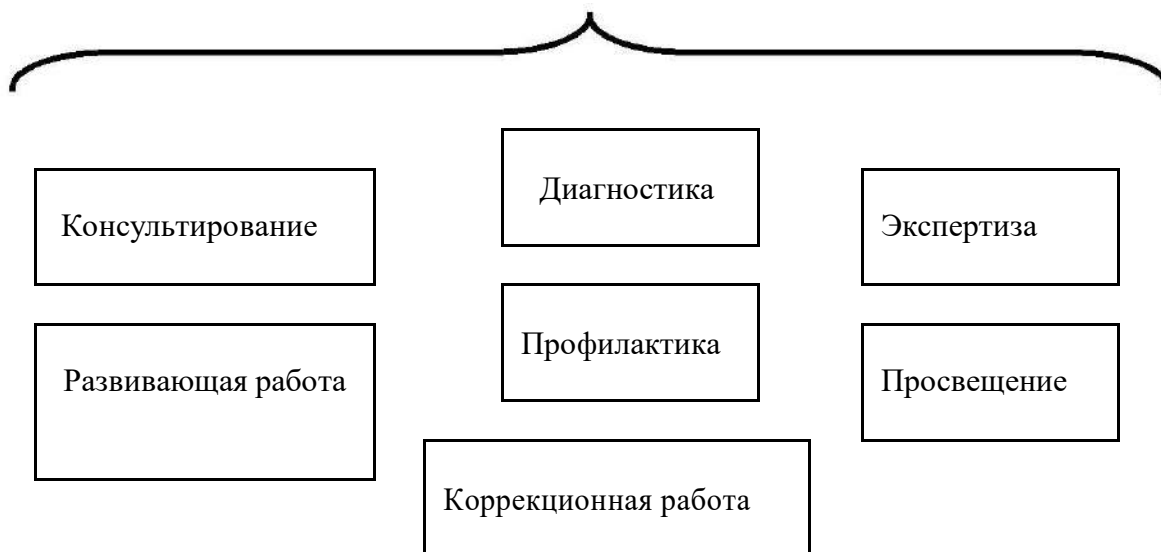 Диагностика
Консультирование
Экспертиза
Профилактика
Развивающая работа
Просвещение
Коррекционная работа